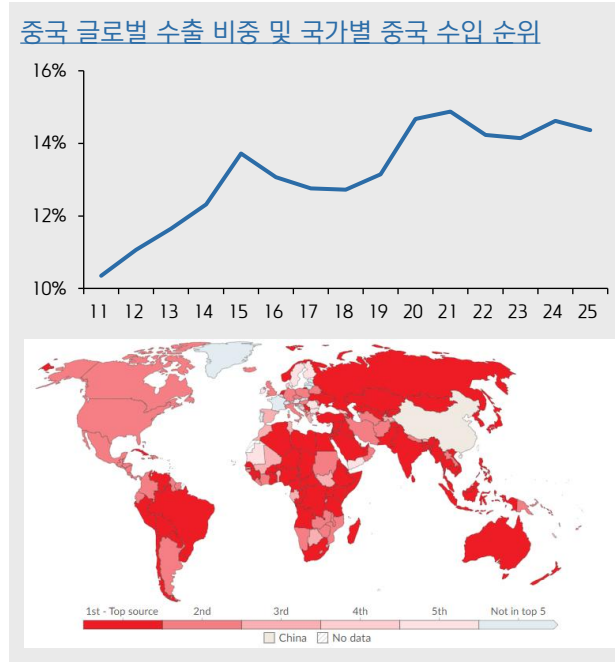 중국 글로벌 수출 비중 및 국가별 중국 수입 순위
16%
14%
12%
10%
11 12 13 14 15 16 17 18 19 20 21 22 23 24 25
1st - Top source 2nd 3rd 4th 5th Not in top 5
China No data